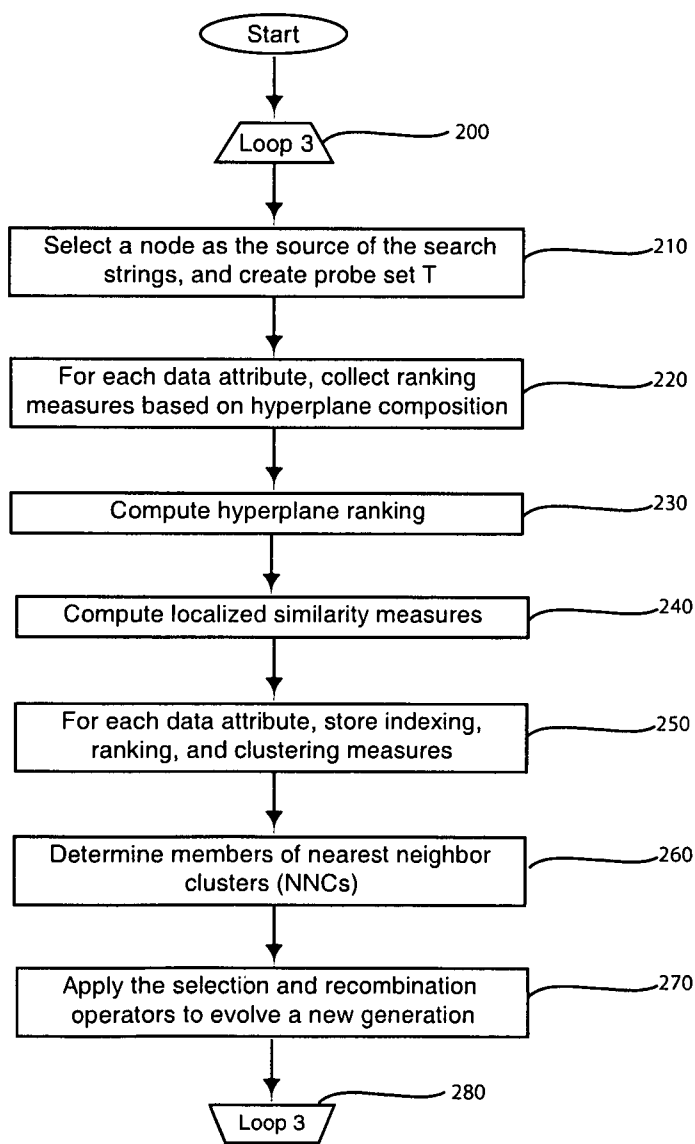 Start
Loop 3
200
Select a node as the source of the search
strings, and create probe set T
210
For each data attribute, collect ranking
measures based on hyperplane composition
220
Compute hyperplane ranking
230
Compute localized similarity measures
240
For each data attribute, store indexing,
ranking, and clustering measures
250
Determine members of nearest neighbor
clusters (NNCs)
260
Apply the selection and recombination
operators to evolve a new generation
270
Loop 3
280